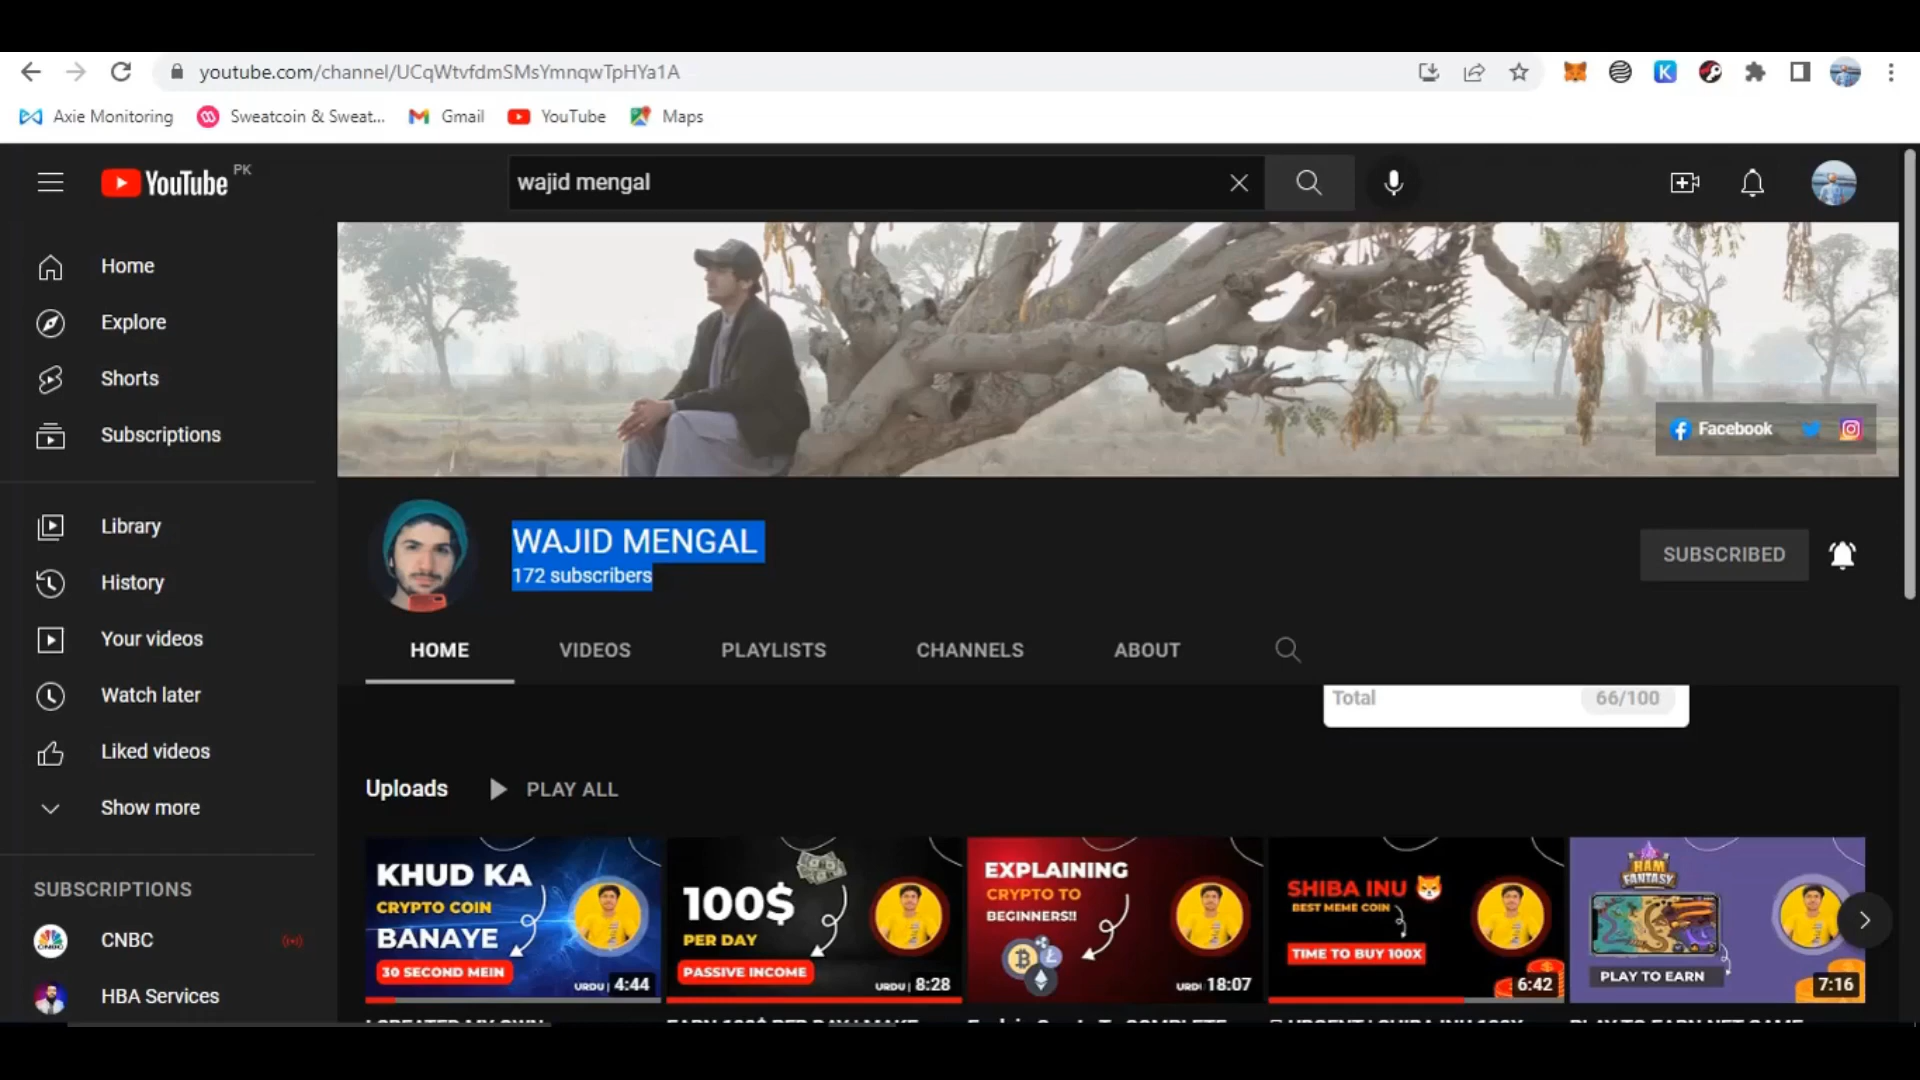 youtube.com/channel/UCqWtvfdmSMsYmnqwTpHYa1A
Axie Monitoring
Sweatcoin & Sweat...
Gmail
YouTube
Maps
YouTube PK
wajid mengal
Home
Explore
Shorts
Subscriptions
Library
History
Your videos
Watch later
Liked videos
Show more
SUBSCRIPTIONS
CNBC
HBA Services
Facebook
WAJID MENGAL
172 subscribers
SUBSCRIBED
HOME
VIDEOS
PLAYLISTS
CHANNELS
ABOUT
Total
66/100
Uploads
PLAY ALL
KHUD KA
CRYPTO COIN
BANAYE
30 SECOND MEIN
URDU | 4:44
100$
PER DAY
PASSIVE INCOME
URDU | 8:28
EXPLAINING
CRYPTO TO
BEGINNERS!!
URD 18:07
SHIBA INU
BEST MEME COIN
TIME TO BUY 100X
6:42
RAM
FANTASY
PLAY TO EARN
7:16